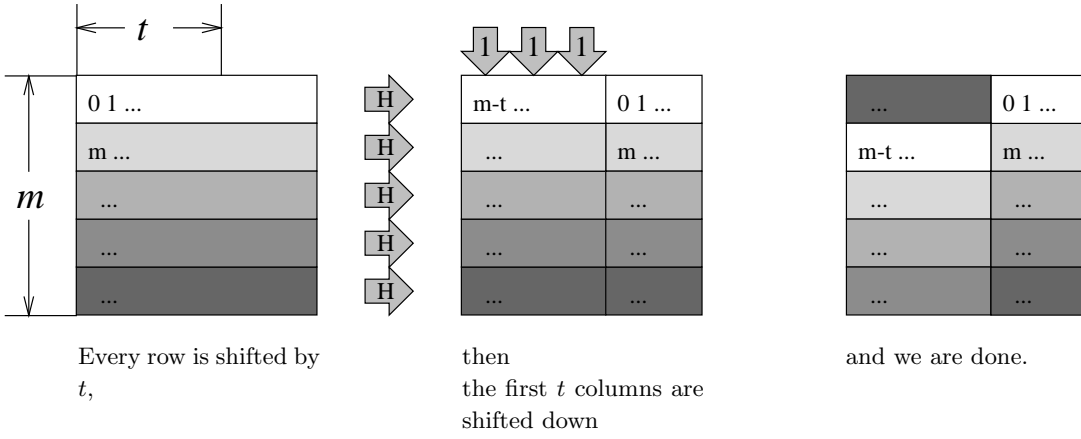 t
m
0 1 ...
m ...
...
...
...
H
H
H
H
H
1 1 1
m-t ... 0 1 ...
... m ...
... ...
... ...
... ...
... 0 1 ...
m-t ... m ...
... ...
... ...
... ...
Every row is shifted by
t,
then
the first t columns are
shifted down
and we are done.